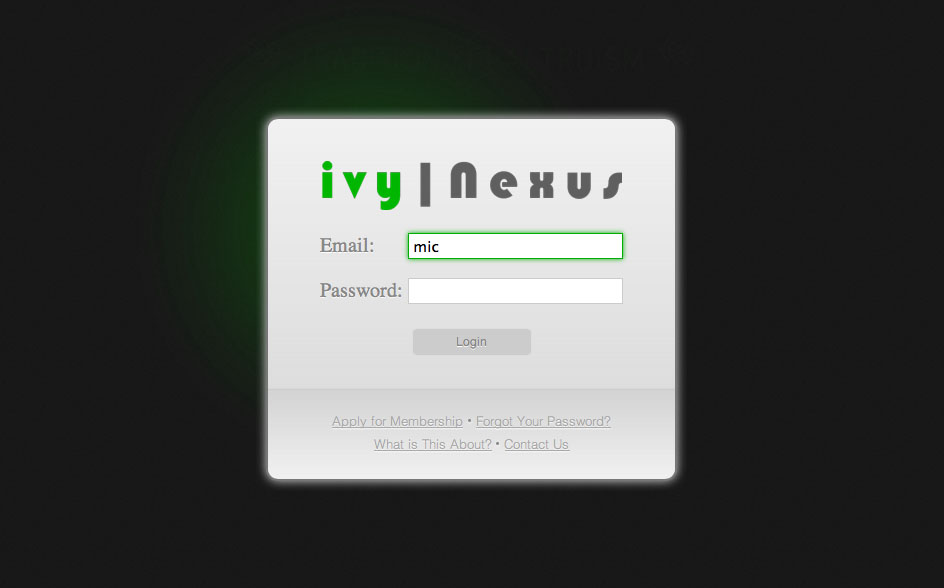 ivy|Nexus
Email: mic
Password:
Login
Apply for Membership • Forgot Your Password?
What is This About? • Contact Us